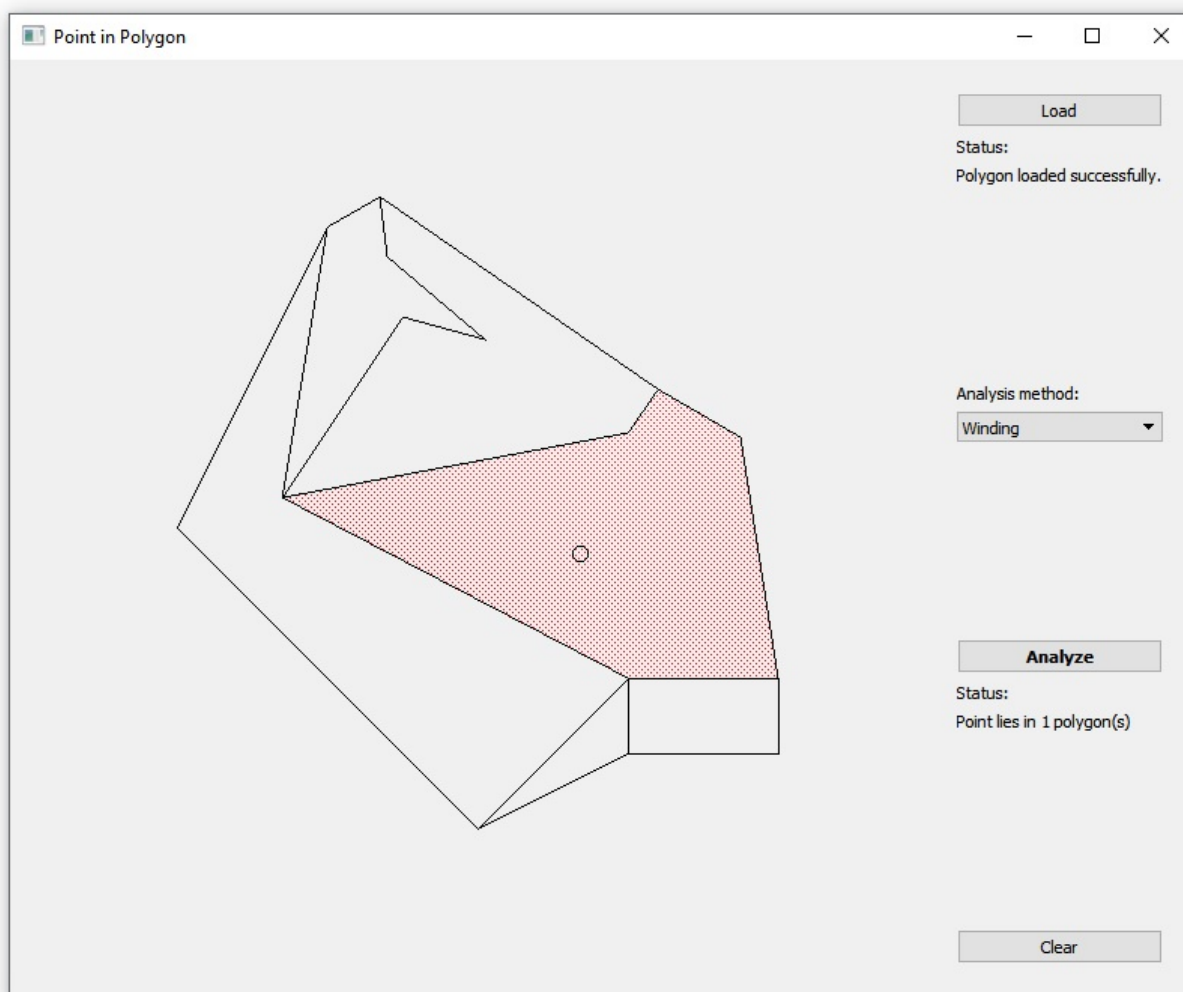 Point in Polygon
Load
Status:
Polygon loaded successfully.
Analysis method:
Winding
Analyze
Status:
Point lies in 1 polygon(s)
Clear